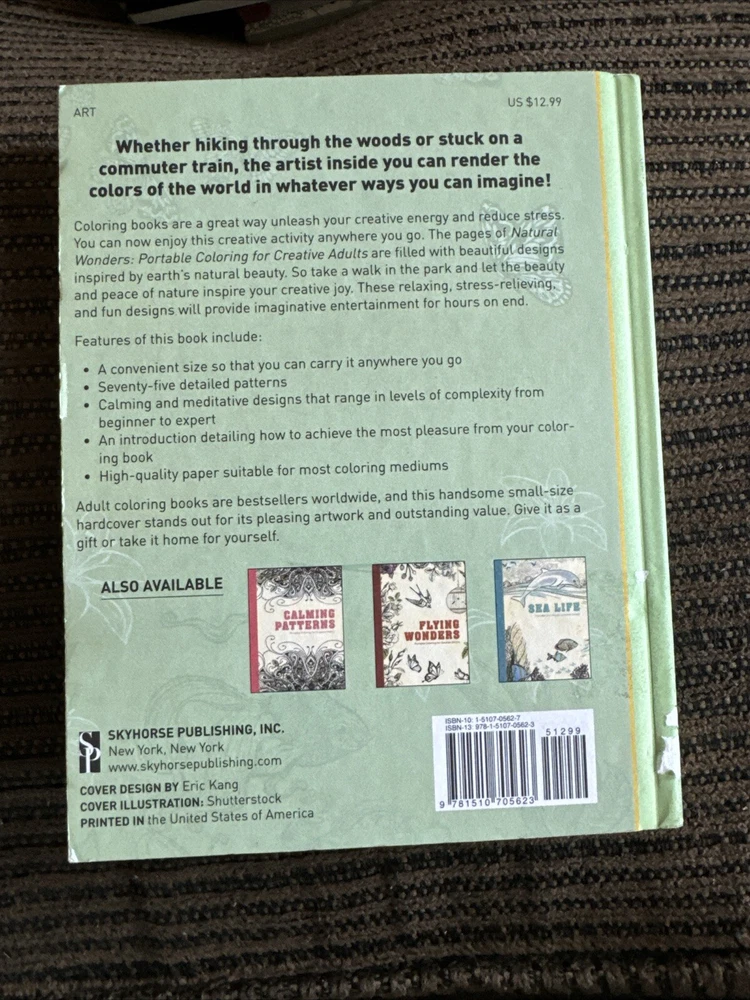 ART
US $12.99
Whether hiking through the woods or stuck on a
commuter train, the artist inside you can render the
colors of the world in whatever ways you can imagine!
Coloring books are a great way unleash your creative energy and reduce stress.
You can now enjoy this creative activity anywhere you go. The pages of Natural
Wonders: Portable Coloring for Creative Adults are filled with beautiful designs
inspired by earth's natural beauty. So take a walk in the park and let the beauty
and peace of nature inspire your creative joy. These relaxing, stress-relieving,
and fun designs will provide imaginative entertainment for hours on end.
Features of this book include:
• A convenient size so that you can carry it anywhere you go
• Seventy-five detailed patterns
• Calming and meditative designs that range in levels of complexity from
beginner to expert
• An introduction detailing how to achieve the most pleasure from your color-
ing book
• High-quality paper suitable for most coloring mediums
Adult coloring books are bestsellers worldwide, and this handsome small-size
hardcover stands out for its pleasing artwork and outstanding value. Give it as a
gift or take it home for yourself.
ALSO AVAILABLE
CALMING
PATTERNS
FLYING
WONDERS
SEA LIFE
SKYHORSE PUBLISHING, INC.
New York, New York
www.skyhorsepublishing.com
COVER DESIGN BY Eric Kang
COVER ILLUSTRATION: Shutterstock
PRINTED IN the United States of America
ISBN-10: 1-5107-0562-7
ISBN-13: 978-1-5107-0562-3
51299
9 781510 705623